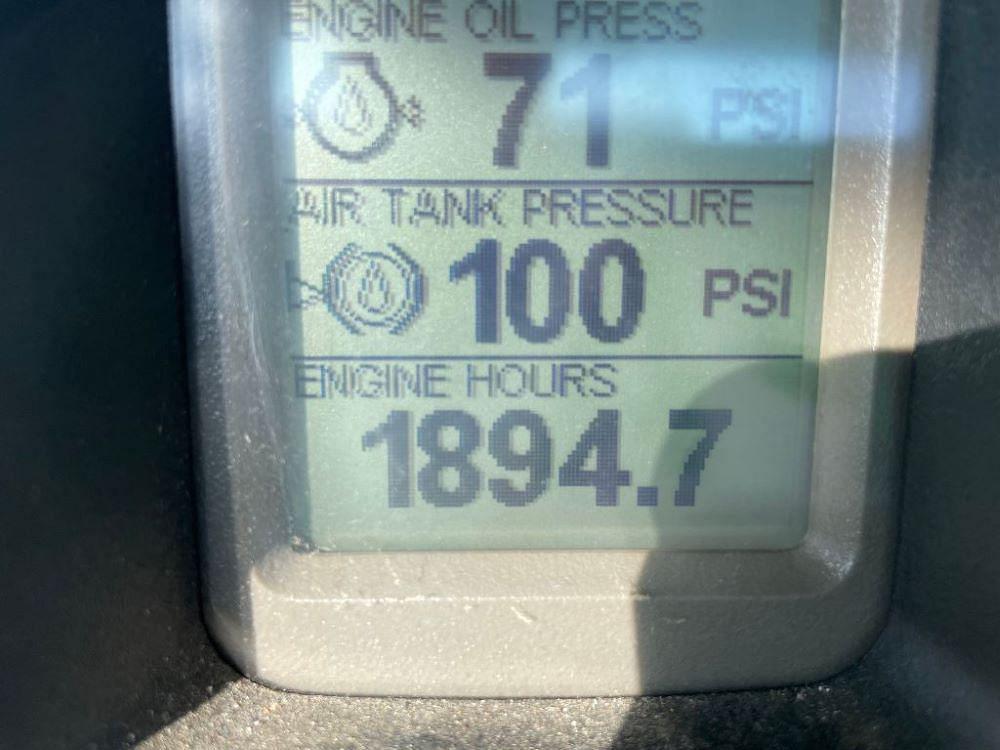 ENGINE OIL PRESS
71 PSI
AIR TANK PRESSURE
100 PSI
ENGINE HOURS
1894.7